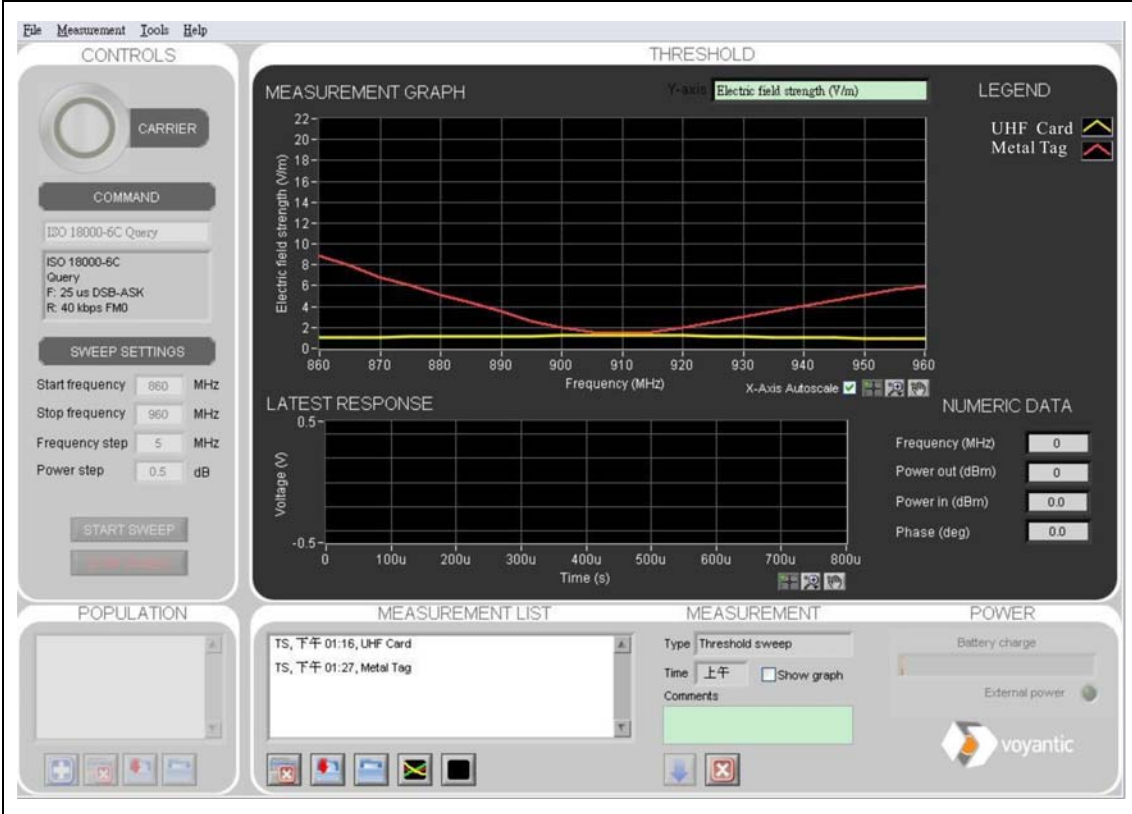 File Measurement Tools Help
CONTROLS
CARRIER
COMMAND
ISO 18000-6C Query
ISO 18000-6C
Query
F: 25 us DSB-ASK
R: 40 kbps FM0
SWEEP SETTINGS
Start frequency 860 MHz
Stop frequency 960 MHz
Frequency step 5 MHz
Power step 0.5 dB
START SWEEP
THRESHOLD
MEASUREMENT GRAPH
Y-axis Electric field strength (V/m)
LEGEND
UHF Card
Metal Tag
Electric field strength (V/m)
22
20
18
16
14
12
10
8
6
4
2
0
860 870 880 890 900 910 920 930 940 950 960
Frequency (MHz)
X-Axis Autoscale
LATEST RESPONSE
Voltage (V)
0.5
-0.5
0 100u 200u 300u 400u 500u 600u 700u 800u
Time (s)
NUMERIC DATA
Frequency (MHz) 0
Power out (dBm) 0
Power in (dBm) 0.0
Phase (deg) 0.0
POPULATION
MEASUREMENT LIST
TS, 下午 01:16, UHF Card
TS, 下午 01:27, Metal Tag
MEASUREMENT
Type Threshold sweep
Time 上午 Show graph
Comments
POWER
Battery charge
External power
voyantic